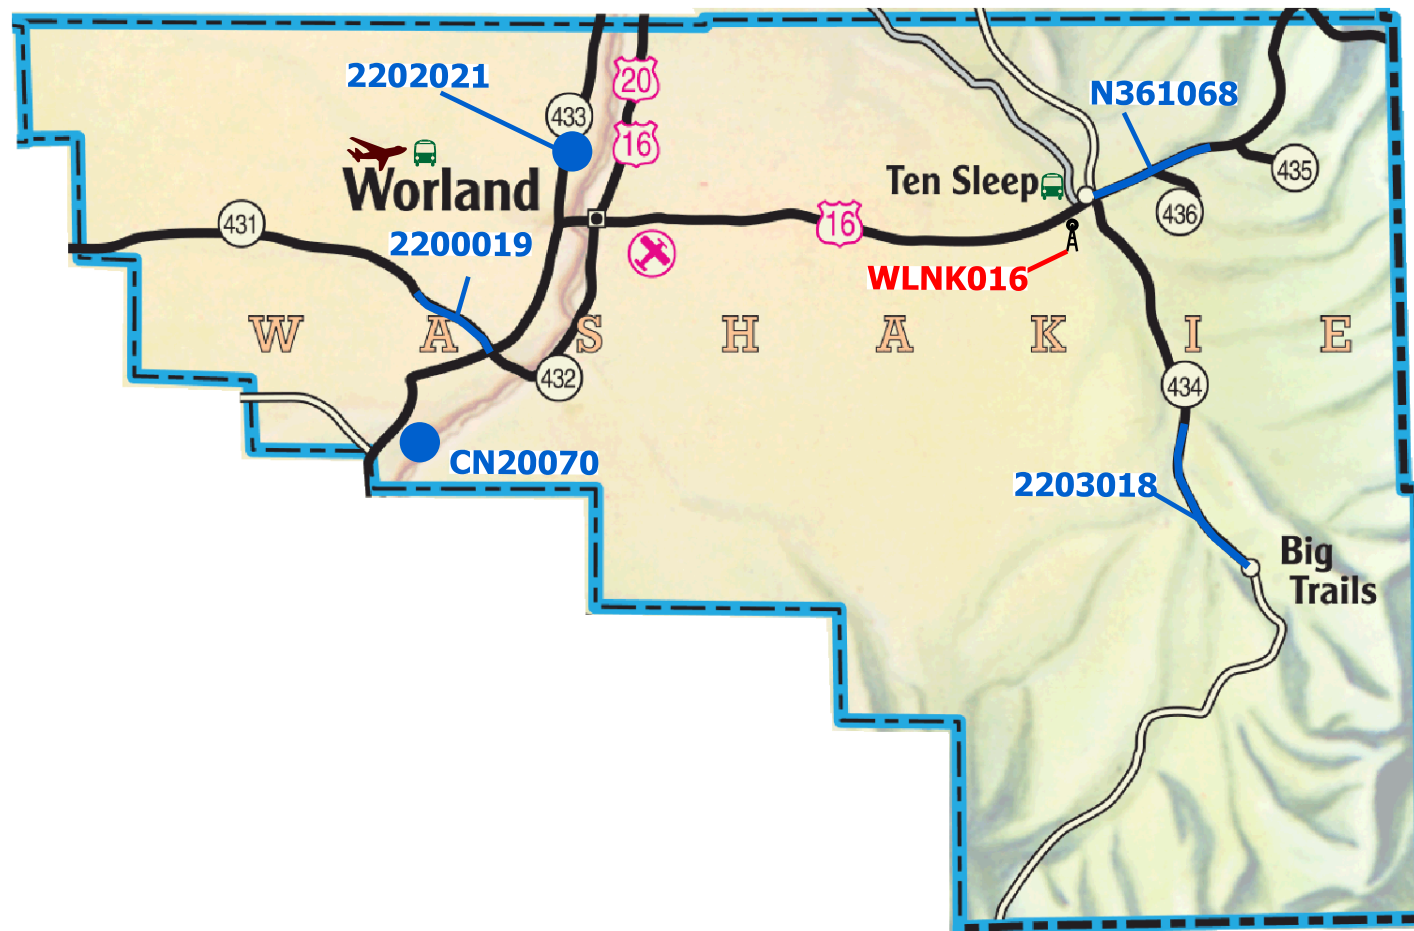 2202021
20
N361068
433
16
Ten Sleep
435
Worland
431
16
436
2200019
WLNK016
W A S H A K I E
432
434
CN20070
2203018
Big
Trails